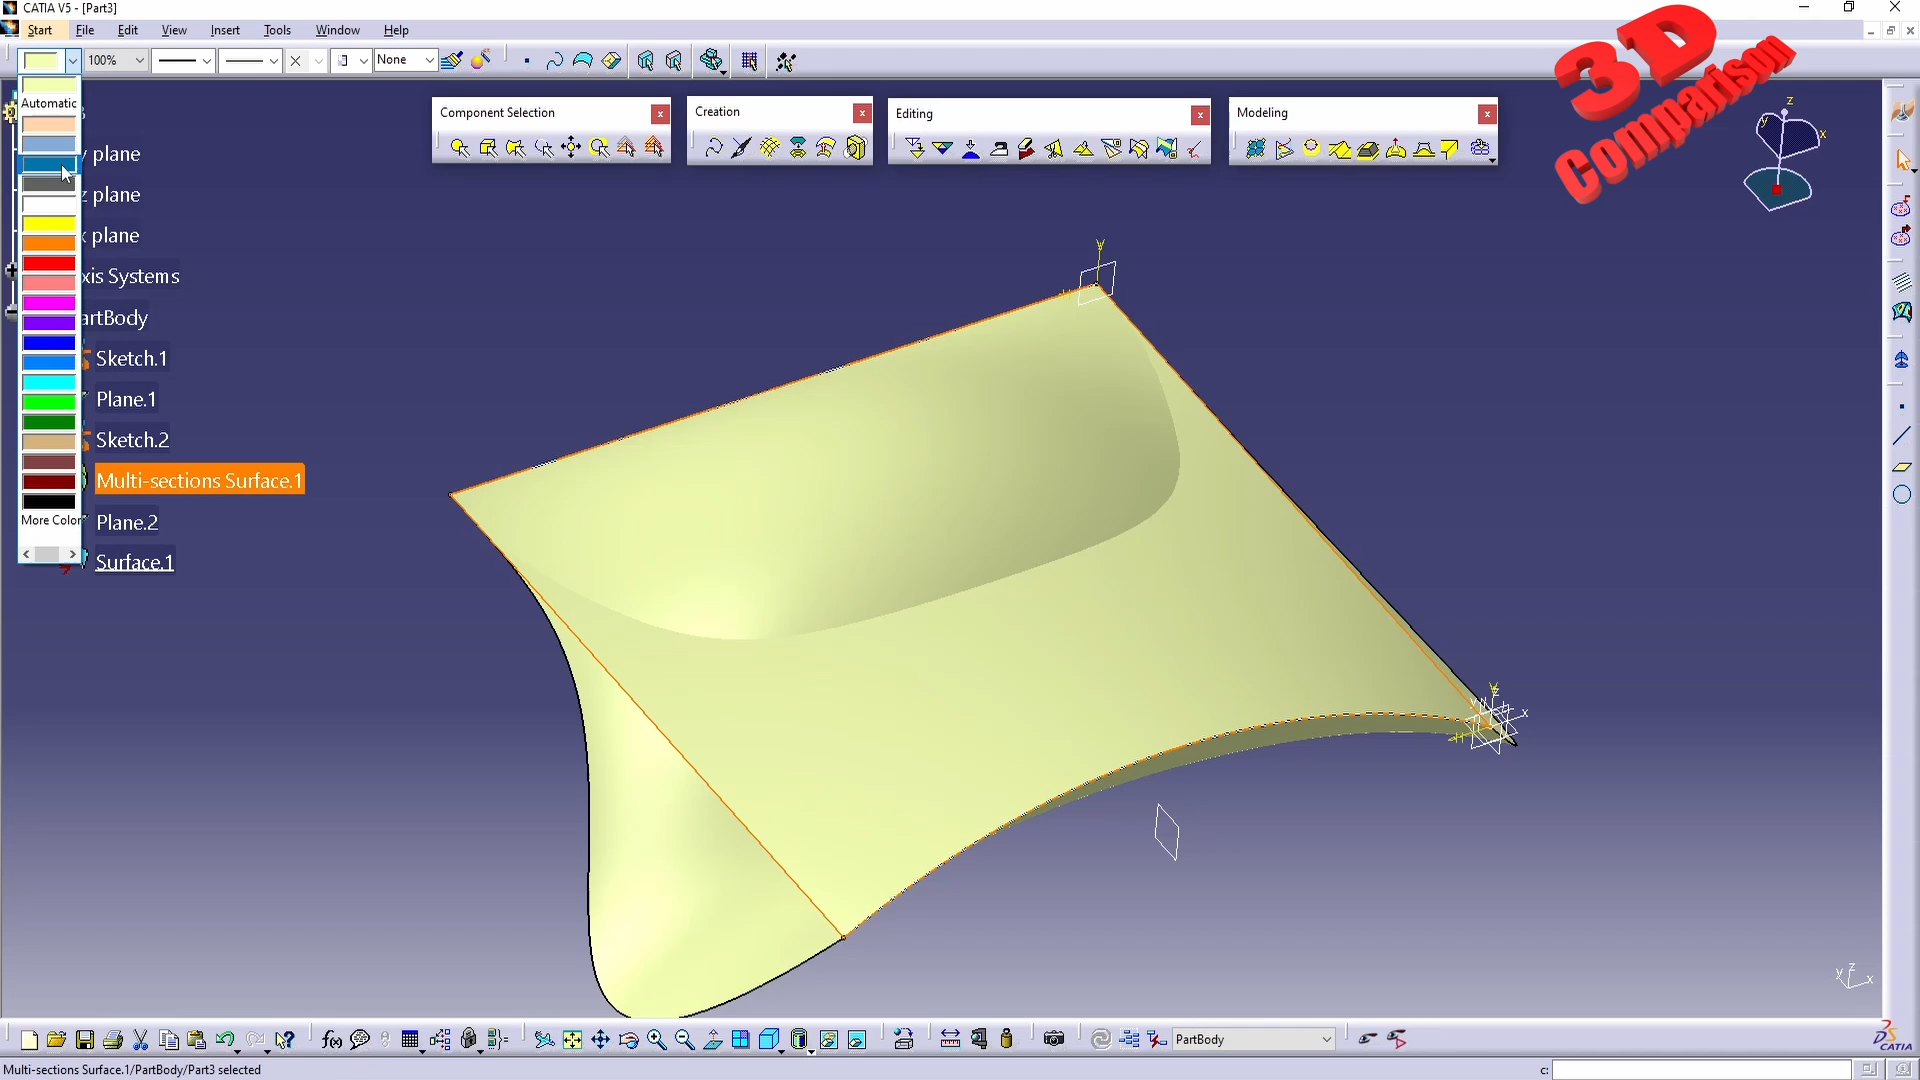 CATIA V5 - [Part3]
Start File Edit View Insert Tools Window Help
100% None
3D
Comparison
Automatic
Component Selection
Creation
Editing
Modeling
z
y
x
y plane
z plane
x plane
xis Systems
artBody
Sketch.1
Plane.1
Sketch.2
Multi-sections Surface.1
Plane.2
Surface.1
More Color
PartBody
CATIA
Multi-sections Surface.1/PartBody/Part3 selected
c: